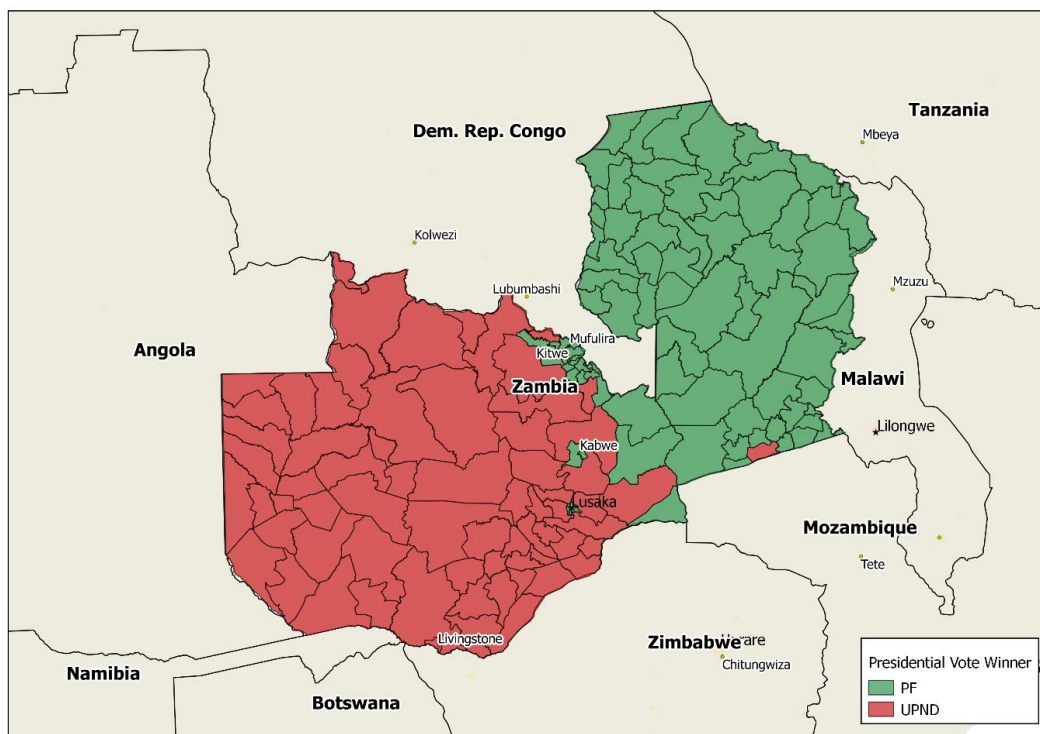 Tanzania
Dem. Rep. Congo
Mbeya
Kolwezi
Lubumbashi
Mzuzu
Mufulira
Angola
Kitwe
Zambia
Malawi
Lilongwe
Kabwe
Lusaka
Mozambique
Tete
Livingstone
Zimbabwe
Chitungwiza
Namibia
Botswana
Presidential Vote Winner
PF
UPND